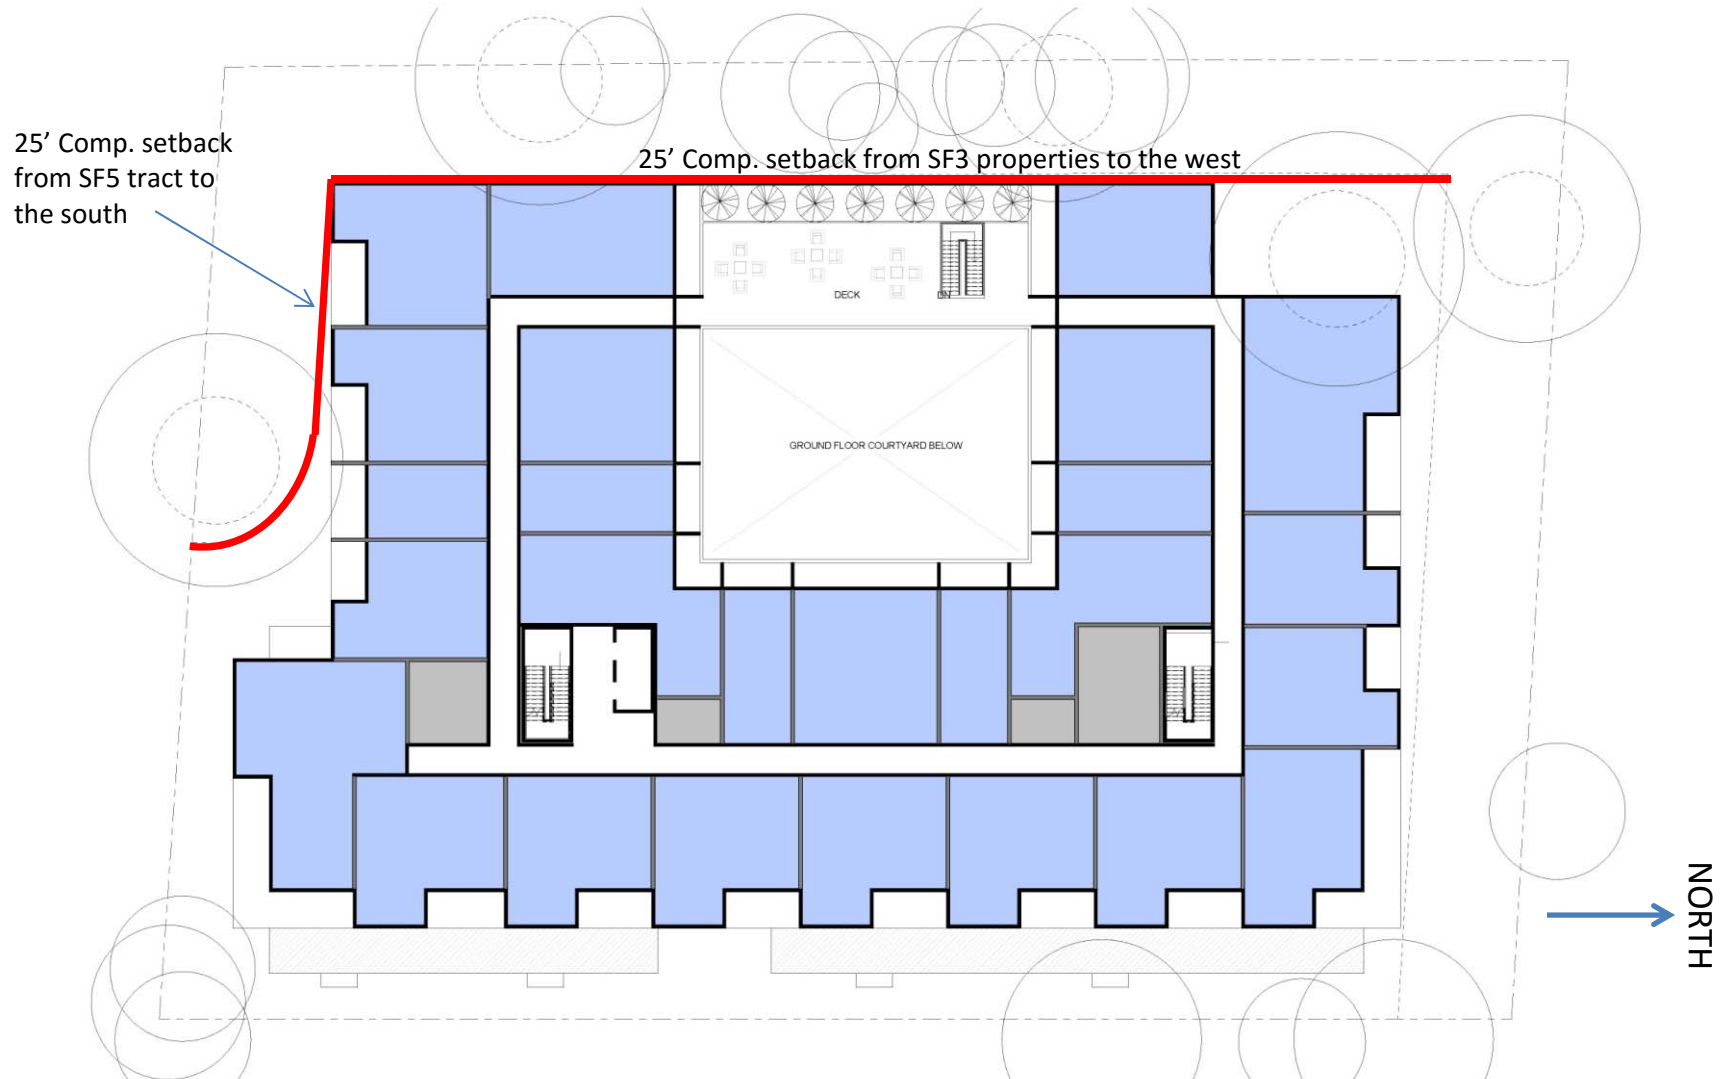 25’ Comp. setback
from SF5 tract to
the south
25’ Comp. setback from SF3 properties to the west
DECK
DN
GROUND FLOOR COURTYARD BELOW
NORTH